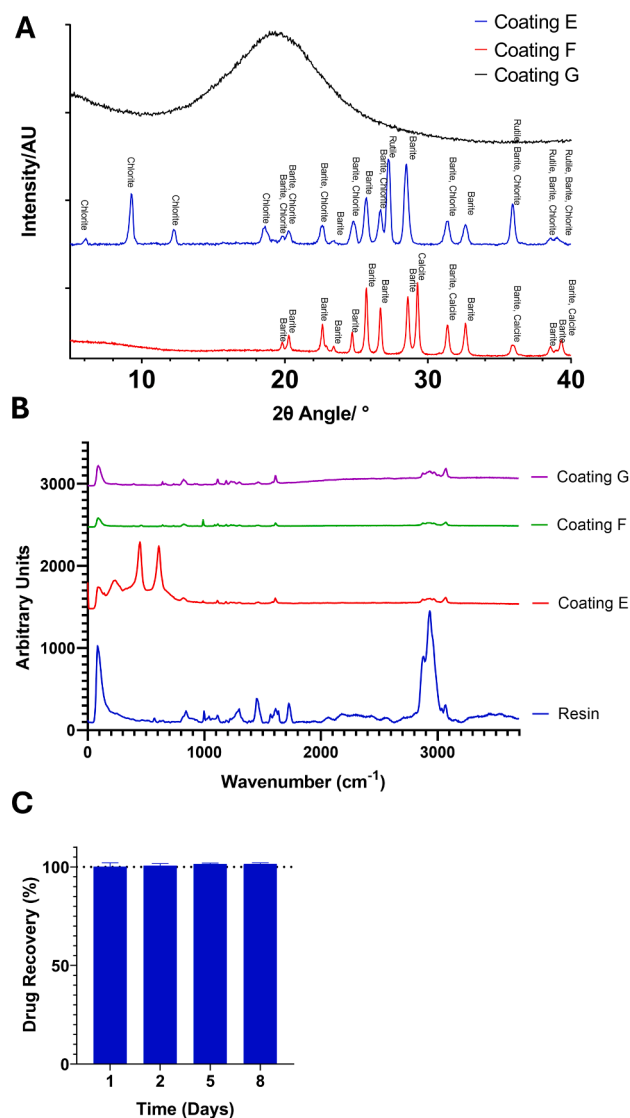 A
Coating E
Coating F
Coating G
Intensity/AU
Chlorite
Chlorite
Chlorite
Chlorite
Barite, Chlorite
Barite, Chlorite
Barite, Chlorite
Barite
Barite, Chlorite
Barite
Barite, Chlorite
Rutile
Barite
Barite, Chlorite
Barite
Rutile, Barite, Chlorite
Rutile, Barite, Chlorite
Rutile, Barite, Chlorite
Barite
Barite
Barite
Barite
Barite
Barite
Barite
Barite
Calcite
Barite, Calcite
Barite
Barite, Calcite
Barite
Barite
Barite, Calcite
10
20
30
40
2θ Angle/ °
B
Arbitrary Units
3000
2000
1000
0
0
1000
2000
3000
Wavenumber (cm-1)
Coating G
Coating F
Coating E
Resin
C
Drug Recovery (%)
100
50
0
1
2
5
8
Time (Days)